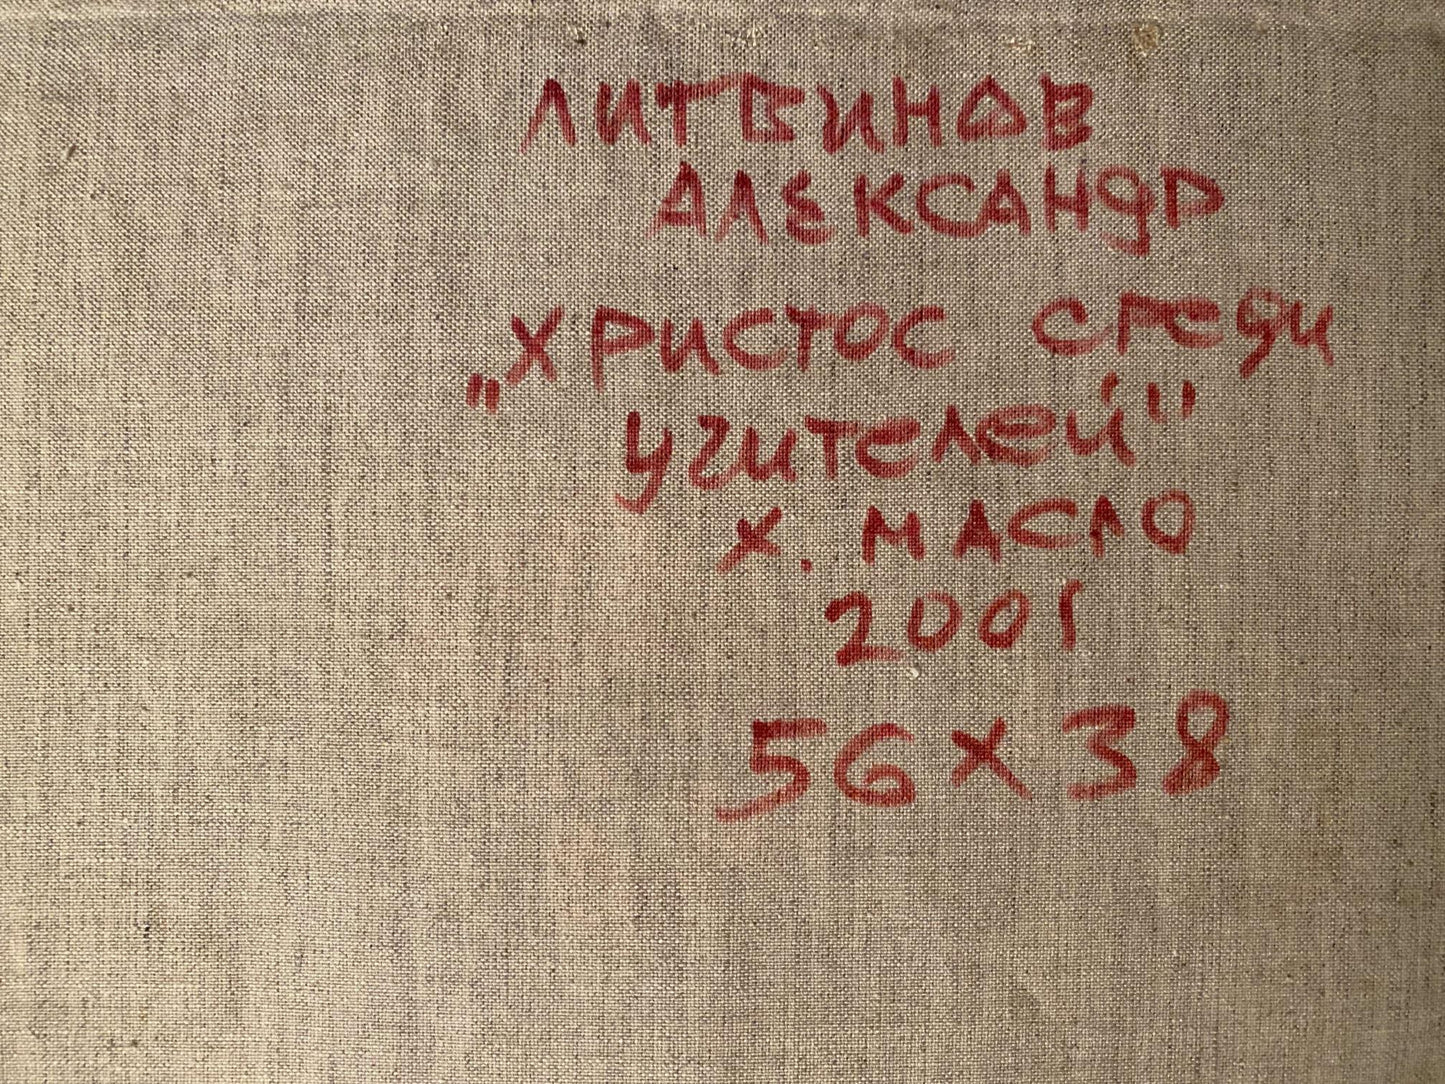 ЛИТВИНОВ
АЛЕКСАНДР
„ХРИСТОС СРЕДИ
УЧИТЕЛЕЙ"
Х. МАСЛО
2001
56×38